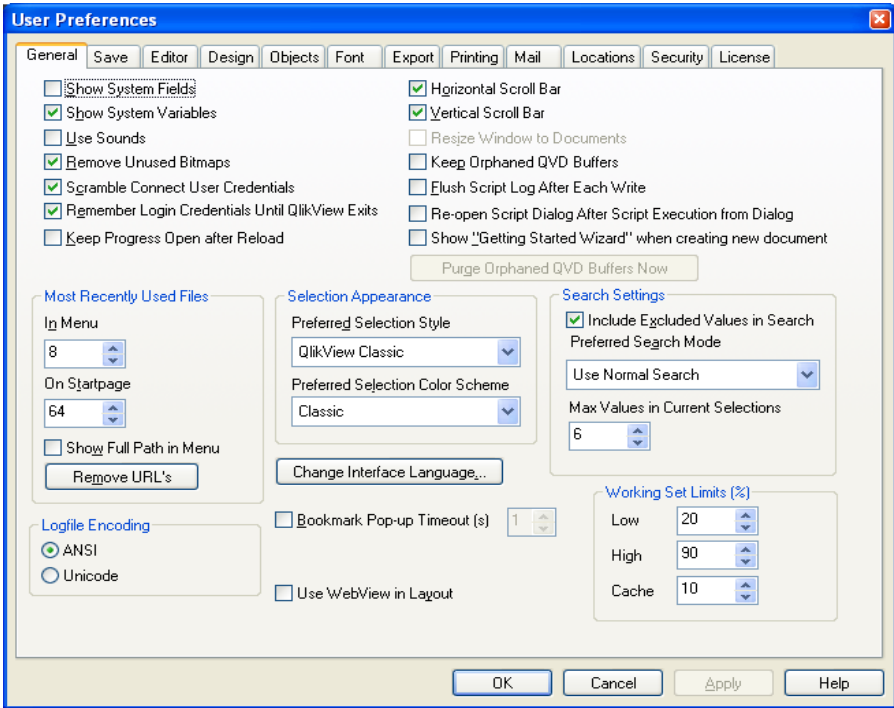 User Preferences
General Save Editor Design Objects Font Export Printing Mail Locations Security License
Show System Fields
Show System Variables
Use Sounds
Remove Unused Bitmaps
Scramble Connect User Credentials
Remember Login Credentials Until QlikView Exits
Keep Progress Open after Reload
Horizontal Scroll Bar
Vertical Scroll Bar
Resize Window to Documents
Keep Orphaned QVD Buffers
Flush Script Log After Each Write
Re-open Script Dialog After Script Execution from Dialog
Show "Getting Started Wizard" when creating new document
Purge Orphaned QVD Buffers Now
Most Recently Used Files
In Menu
8
On Startpage
64
Show Full Path in Menu
Remove URL's
Selection Appearance
Preferred Selection Style
QlikView Classic
Preferred Selection Color Scheme
Classic
Search Settings
Include Excluded Values in Search
Preferred Search Mode
Use Normal Search
Max Values in Current Selections
6
Change Interface Language...
Logfile Encoding
ANSI
Unicode
Bookmark Pop-up Timeout (s) 1
Use WebView in Layout
Working Set Limits (%)
Low 20
High 90
Cache 10
OK Cancel Apply Help